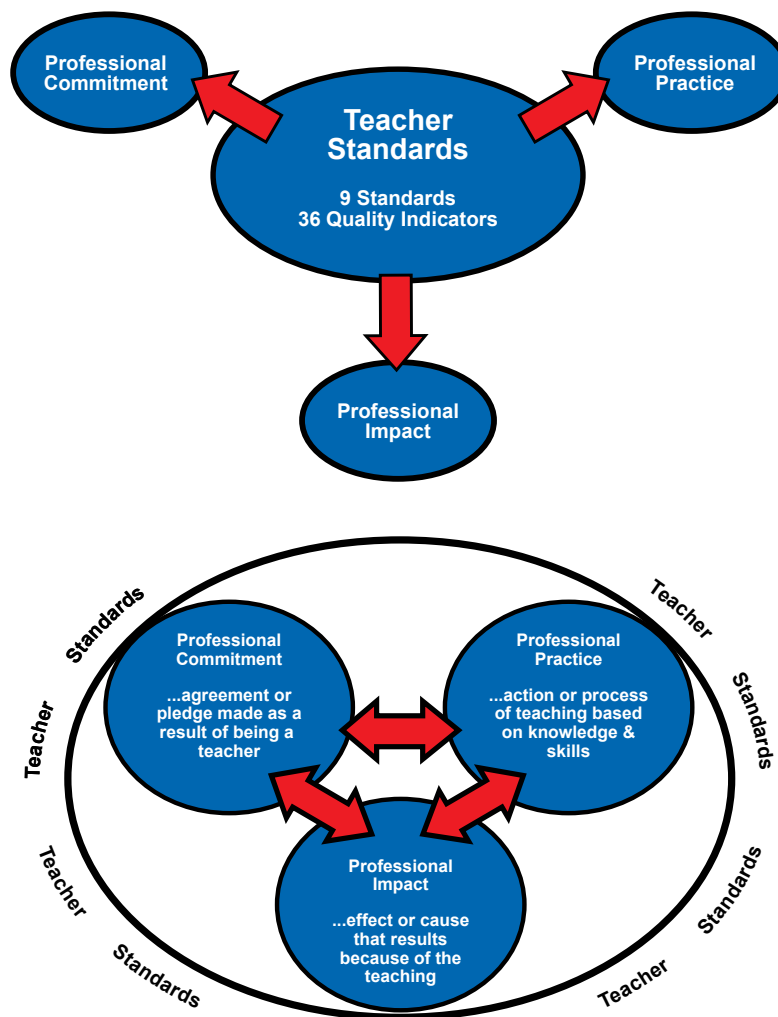 Professional
Commitment
Professional
Practice
Teacher
Standards
9 Standards
36 Quality Indicators
Professional
Impact
Teacher
Standards
Teacher
Standards
Professional
Commitment
...agreement or
pledge made as a
result of being a
teacher
Professional
Practice
...action or process
of teaching based
on knowledge &
skills
Professional
Impact
...effect or cause
that results
because of the
teaching
Teacher
Standards
Teacher
Standards